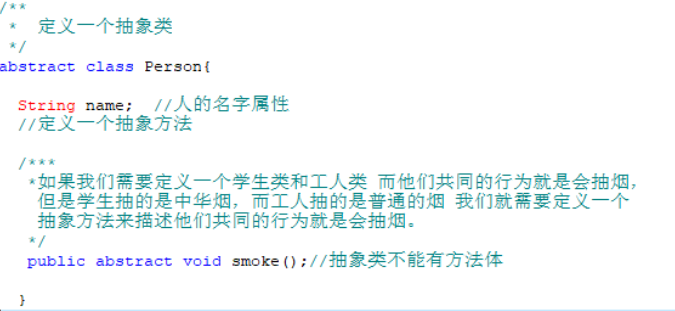 /**
 *  定义一个抽象类
 */
abstract class Person{
String name;  //人的名字属性
//定义一个抽象方法
/***
 *如果我们需要定义一个学生类和工人类 而他们共同的行为就是会抽烟,
但是学生抽的是中华烟, 而工人抽的是普通的烟 我们就需要定义一个
抽象方法来描述他们共同的行为就是会抽烟。
 */
public abstract void smoke();//抽象类不能有方法体
}